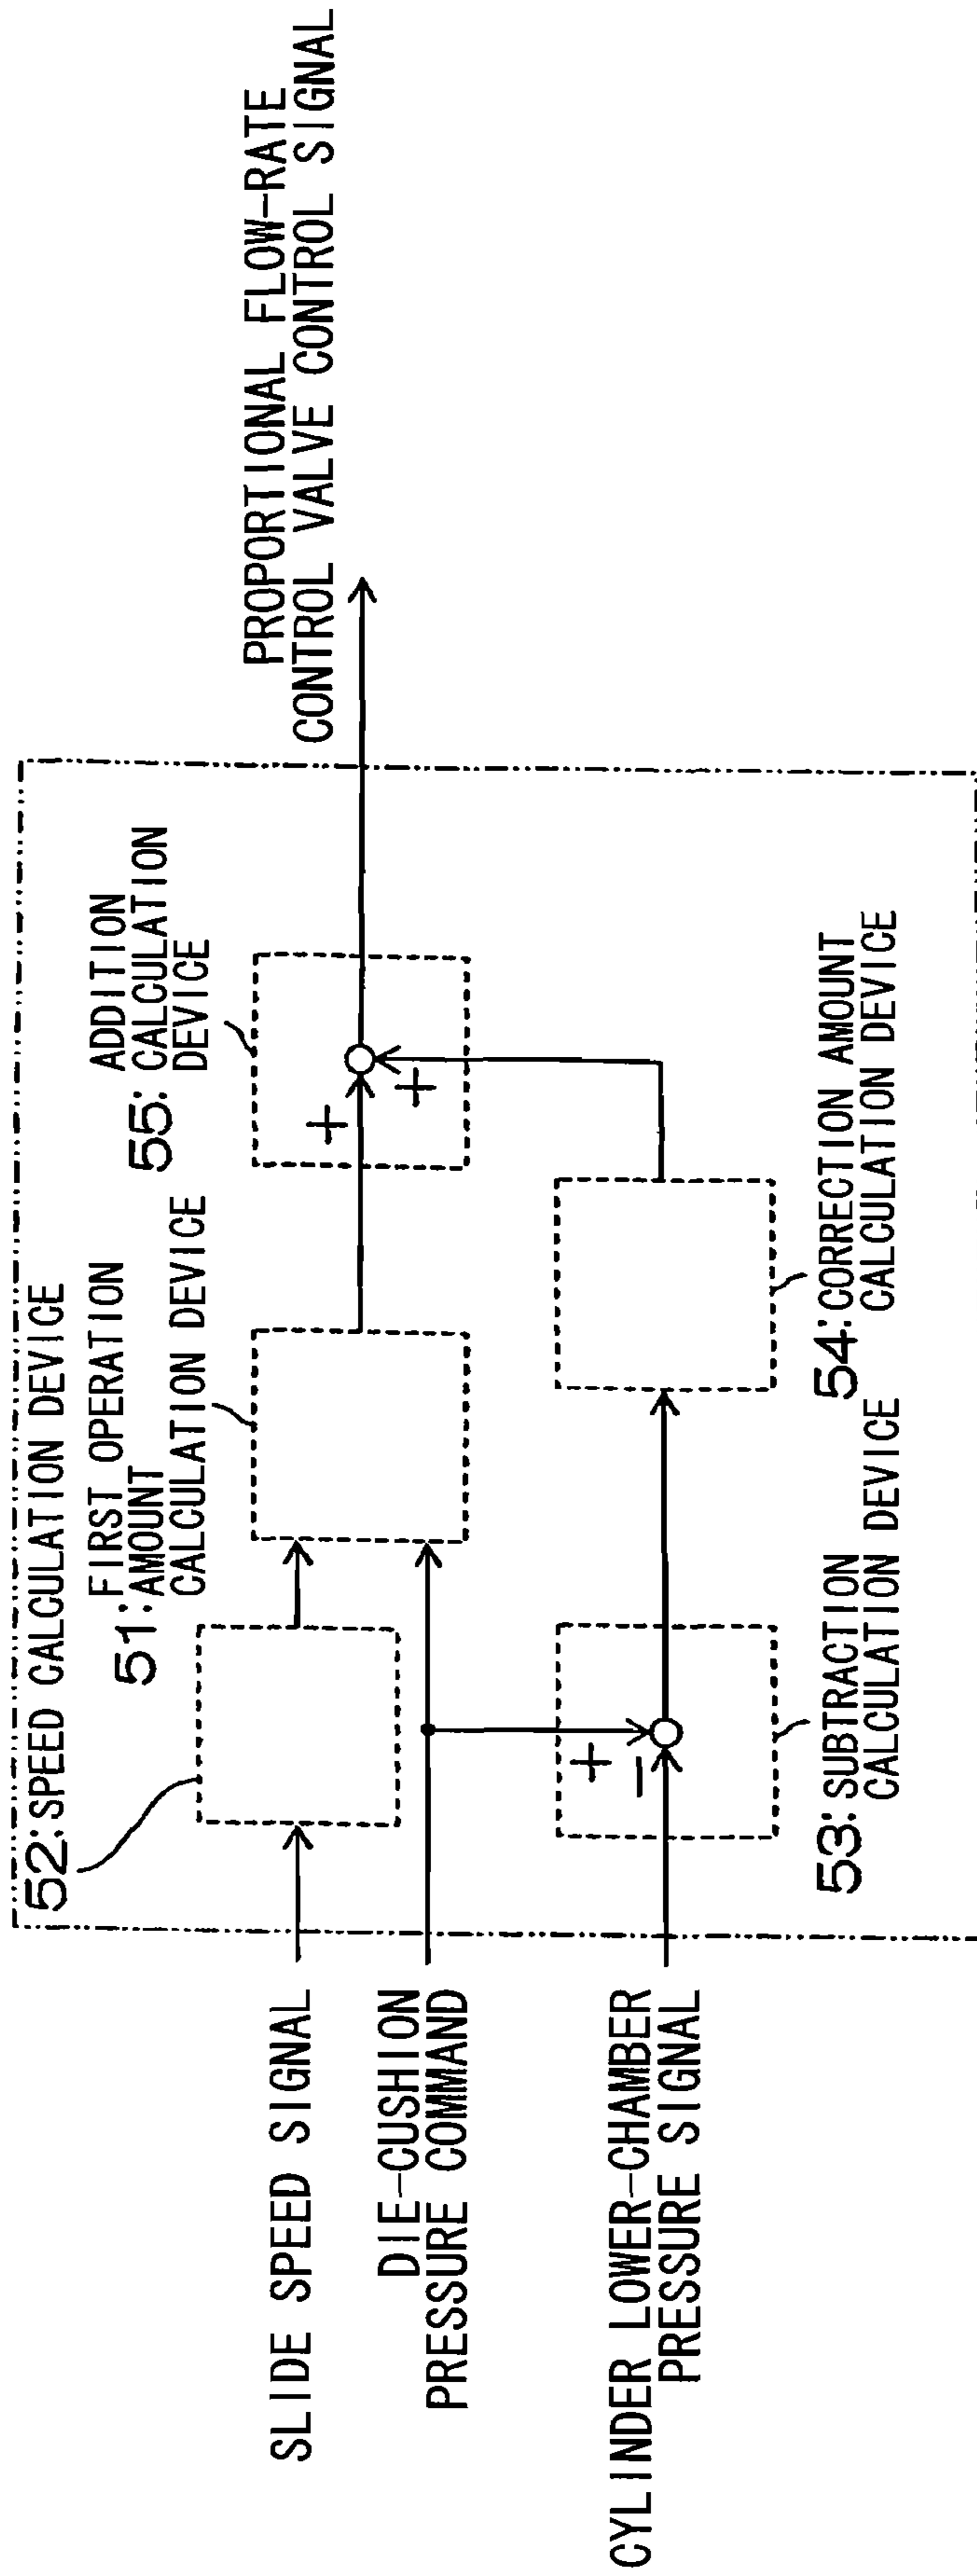 52:SPEED CALCULATION DEVICE
51:FIRST OPERATION
AMOUNT
CALCULATION DEVICE
ADDITION
55:CALCULATION
DEVICE
SLIDE SPEED SIGNAL
DIE-CUSHION
PRESSURE COMMAND
CYLINDER LOWER-CHAMBER
PRESSURE SIGNAL
+
+
+
−
PROPORTIONAL FLOW-RATE
CONTROL VALVE CONTROL SIGNAL
53:SUBTRACTION
CALCULATION DEVICE
54:CORRECTION AMOUNT
CALCULATION DEVICE